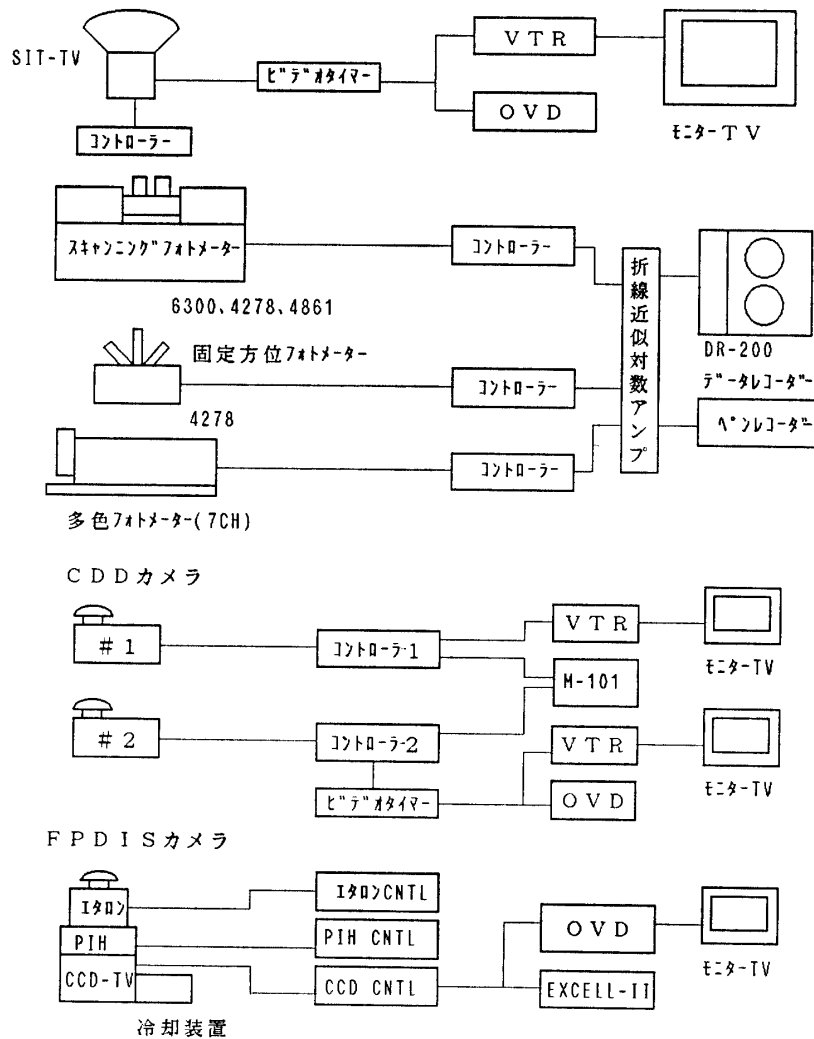 SIT-TV
ﾋﾞﾃﾞｵﾀｲﾏｰ
ＶＴＲ
ＯＶＤ
ﾓﾆﾀｰＴＶ
ｺﾝﾄﾛｰﾗｰ
ｽｷｬﾝﾆﾝｸﾞﾌｫﾄﾒｰﾀｰ
ｺﾝﾄﾛｰﾗｰ
折線近似対数アンプ
6300､4278､4861
DR-200
ﾃﾞｰﾀﾚｺｰﾀﾞｰ
固定方位ﾌｫﾄﾒｰﾀｰ
ｺﾝﾄﾛｰﾗｰ
ﾍﾟﾝﾚｺｰﾀﾞｰ
4278
ｺﾝﾄﾛｰﾗｰ
多色ﾌｫﾄﾒｰﾀｰ(7CH)
ＣＤＤカメラ
＃1
ｺﾝﾄﾛｰﾗ-1
ＶＴＲ
ﾓﾆﾀｰTV
M-101
＃2
ｺﾝﾄﾛｰﾗ-2
ＶＴＲ
ﾓﾆﾀｰTV
ﾋﾞﾃﾞｵﾀｲﾏｰ
ＯＶＤ
ＦＰＤＩＳカメラ
ｴﾀﾛﾝ
ｴﾀﾛﾝCNTL
PIH
PIH CNTL
ＯＶＤ
ﾓﾆﾀｰTV
CCD-TV
CCD CNTL
EXCELL-II
冷却装置